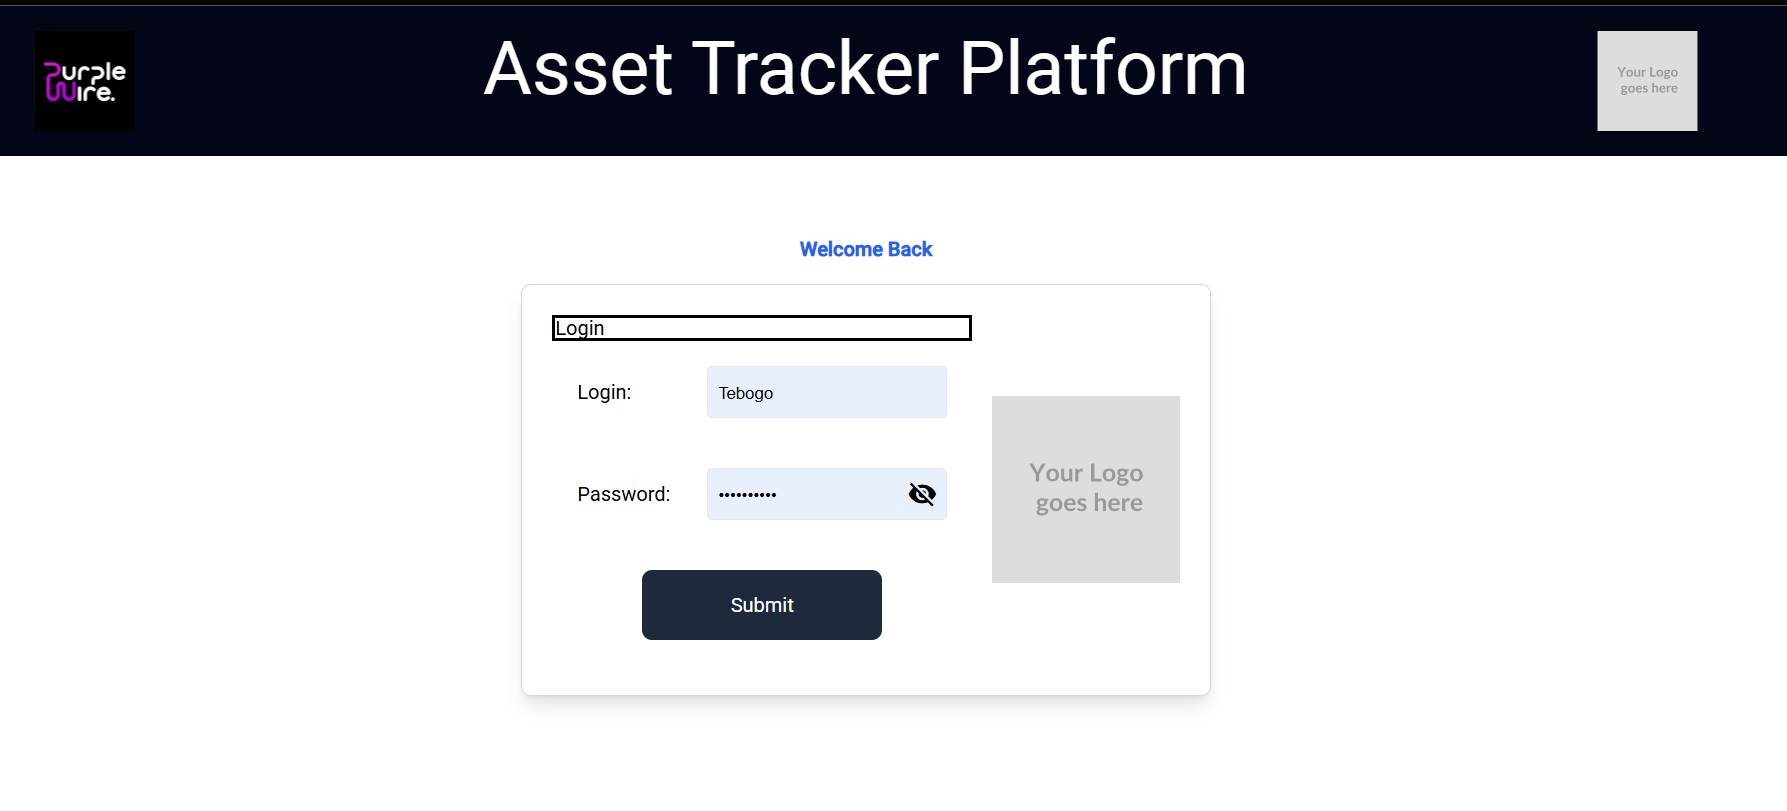 Purple
Wire.
Asset Tracker Platform
Your Logo
goes here
Welcome Back
Login
Login:
Tebogo
Password:
••••••••••
Your Logo
goes here
Submit